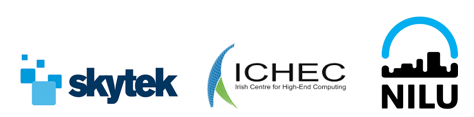 skytek
ICHEC
Irish Centre for High-End Computing
NILU